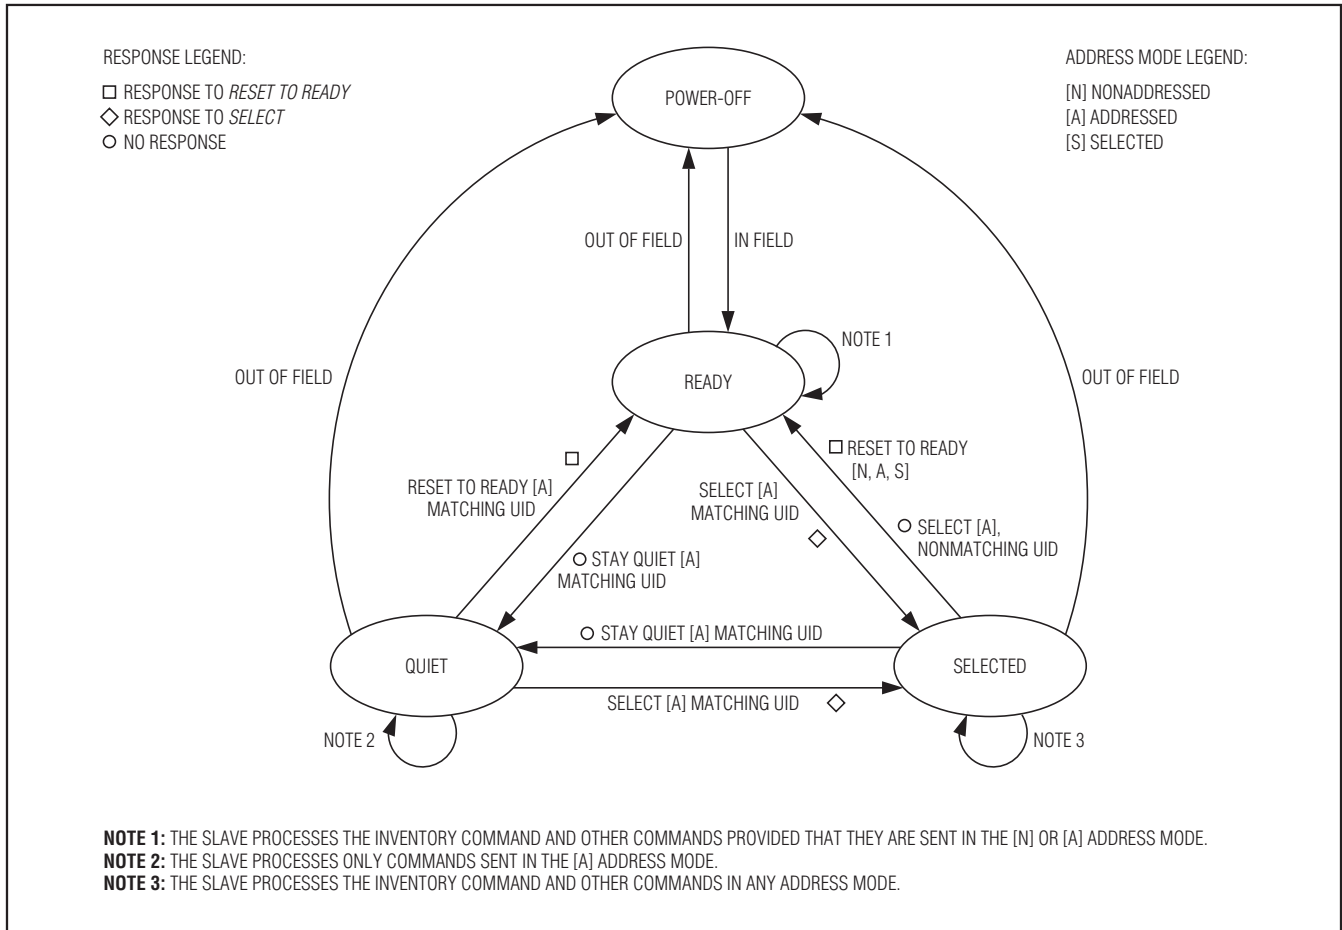 RESPONSE LEGEND:
RESPONSE TO RESET TO READY
RESPONSE TO SELECT
NO RESPONSE
ADDRESS MODE LEGEND:
[N] NONADDRESSED
[A] ADDRESSED
[S] SELECTED
POWER-OFF
OUT OF FIELD
IN FIELD
NOTE 1
READY
OUT OF FIELD
OUT OF FIELD
RESET TO READY [A]
MATCHING UID
STAY QUIET [A]
MATCHING UID
SELECT [A]
MATCHING UID
RESET TO READY
[N, A, S]
SELECT [A],
NONMATCHING UID
STAY QUIET [A] MATCHING UID
QUIET
SELECTED
SELECT [A] MATCHING UID
NOTE 2
NOTE 3
NOTE 1: THE SLAVE PROCESSES THE INVENTORY COMMAND AND OTHER COMMANDS PROVIDED THAT THEY ARE SENT IN THE [N] OR [A] ADDRESS MODE.
NOTE 2: THE SLAVE PROCESSES ONLY COMMANDS SENT IN THE [A] ADDRESS MODE.
NOTE 3: THE SLAVE PROCESSES THE INVENTORY COMMAND AND OTHER COMMANDS IN ANY ADDRESS MODE.